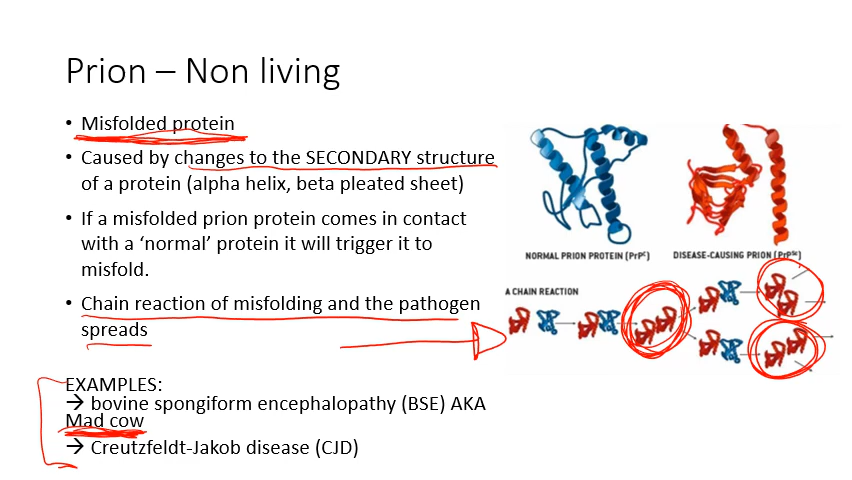 Prion – Non living
• Misfolded protein
• Caused by changes to the SECONDARY structure
of a protein (alpha helix, beta pleated sheet)
• If a misfolded prion protein comes in contact
with a ‘normal’ protein it will trigger it to
misfold.
• Chain reaction of misfolding and the pathogen
spreads
EXAMPLES:
→ bovine spongiform encephalopathy (BSE) AKA
Mad cow
→ Creutzfeldt-Jakob disease (CJD)
NORMAL PRION PROTEIN (PrPᶜ)
DISEASE-CAUSING PRION (PrPˢᶜ)
A CHAIN REACTION